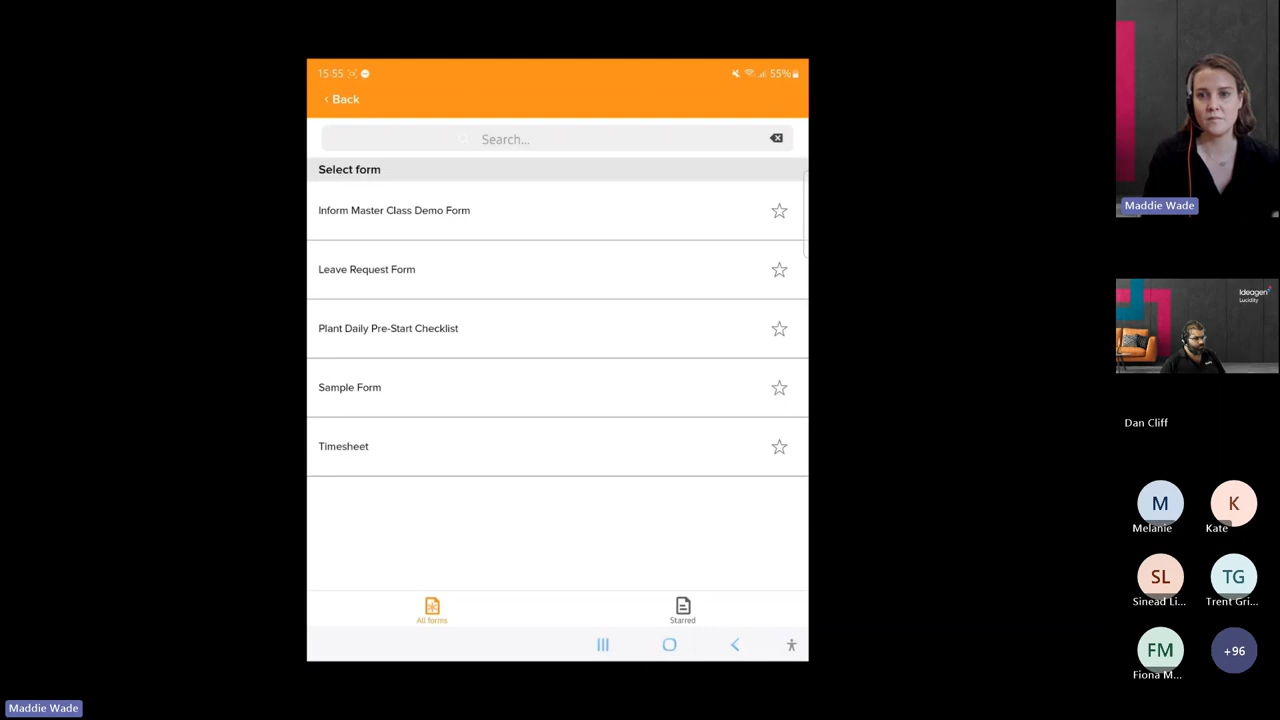 15:55
55%
‹ Back
Search...
Select form
Inform Master Class Demo Form
Leave Request Form
Plant Daily Pre-Start Checklist
Sample Form
Timesheet
All forms
Starred
Maddie Wade
Ideagen
Lucidity
Dan Cliff
M
K
Melanie
Kate
SL
TG
Sinead Li...
Trent Gri...
FM
+96
Fiona M...
Maddie Wade